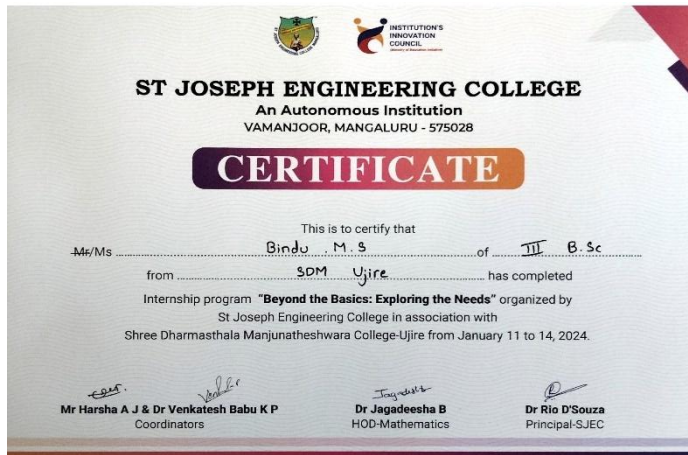 INSTITUTION'S
INNOVATION
COUNCIL
ST JOSEPH ENGINEERING COLLEGE
An Autonomous Institution
VAMANJOOR, MANGALURU - 575028
CERTIFICATE
This is to certify that
Mr/Ms Bindu . M. S of III B. Sc
from SDM Ujire has completed
Internship program "Beyond the Basics: Exploring the Needs" organized by
St Joseph Engineering College in association with
Shree Dharmasthala Manjunatheshwara College-Ujire from January 11 to 14, 2024.
Mr Harsha A J & Dr Venkatesh Babu K P
Coordinators
Dr Jagadeesha B
HOD-Mathematics
Dr Rio D'Souza
Principal-SJEC